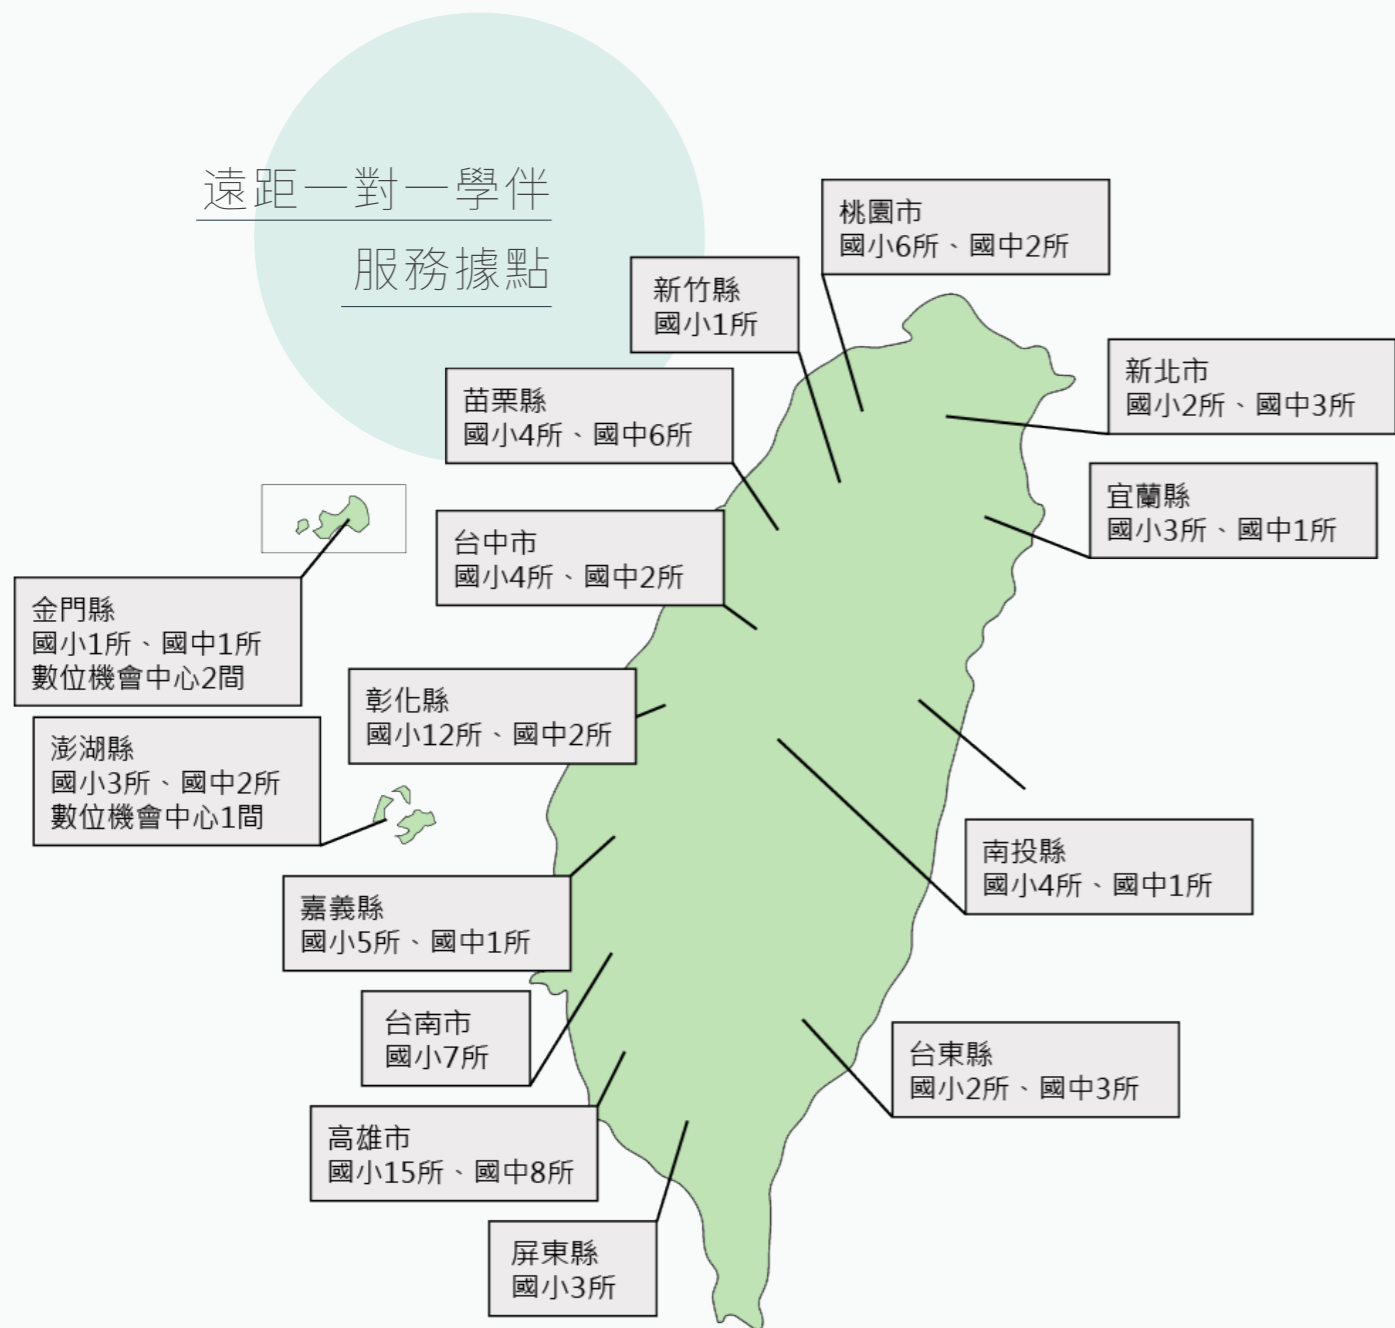 遠距一對一學伴
服務據點
桃園市
國小6所、國中2所
新竹縣
國小1所
新北市
國小2所、國中3所
苗栗縣
國小4所、國中6所
宜蘭縣
國小3所、國中1所
台中市
國小4所、國中2所
金門縣
國小1所、國中1所
數位機會中心2間
彰化縣
國小12所、國中2所
澎湖縣
國小3所、國中2所
數位機會中心1間
南投縣
國小4所、國中1所
嘉義縣
國小5所、國中1所
台南市
國小7所
台東縣
國小2所、國中3所
高雄市
國小15所、國中8所
屏東縣
國小3所